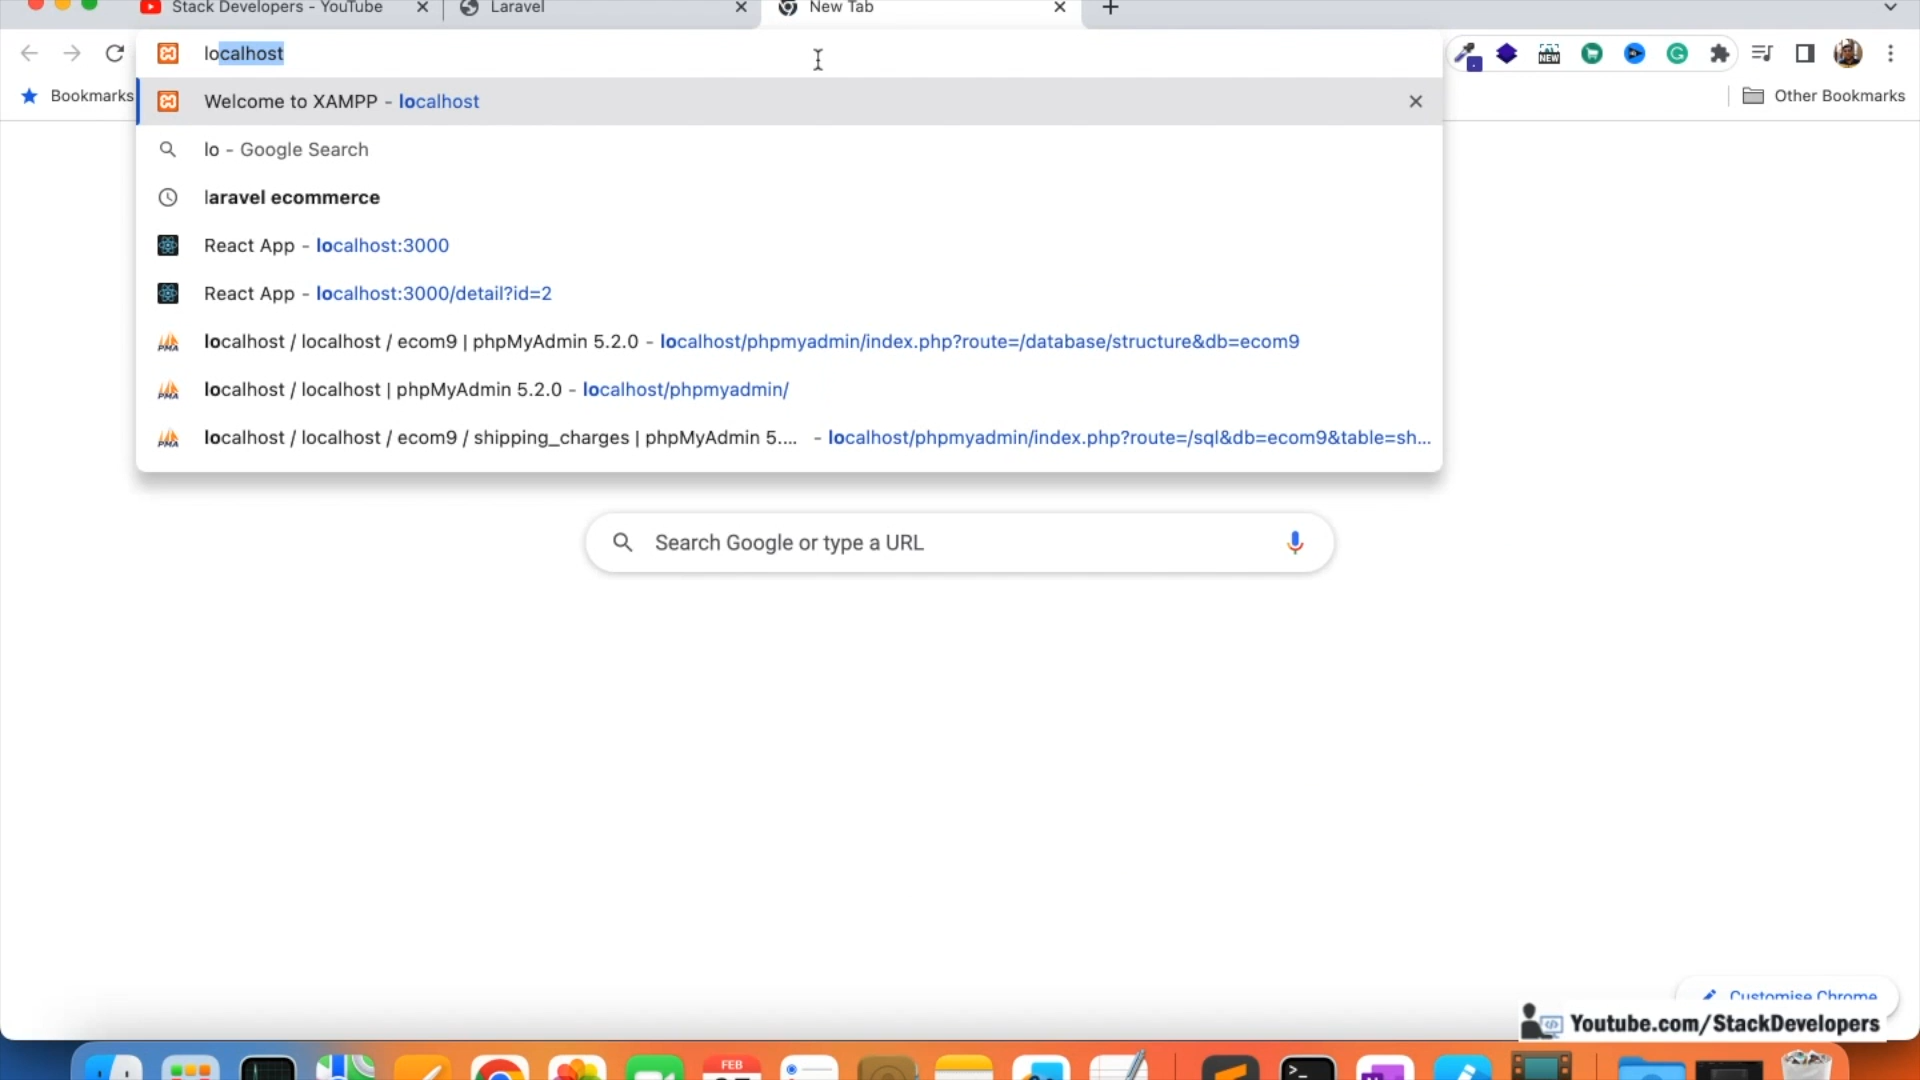 Stack Developers - YouTube
Laravel
New Tab
localhost
Bookmarks
Other Bookmarks
Welcome to XAMPP - localhost
lo - Google Search
laravel ecommerce
React App - localhost:3000
React App - localhost:3000/detail?id=2
localhost / localhost / ecom9 | phpMyAdmin 5.2.0 - localhost/phpmyadmin/index.php?route=/database/structure&db=ecom9
localhost / localhost | phpMyAdmin 5.2.0 - localhost/phpmyadmin/
localhost / localhost / ecom9 / shipping_charges | phpMyAdmin 5.... - localhost/phpmyadmin/index.php?route=/sql&db=ecom9&table=sh...
Search Google or type a URL
Customise Chrome
Youtube.com/StackDevelopers
FEB